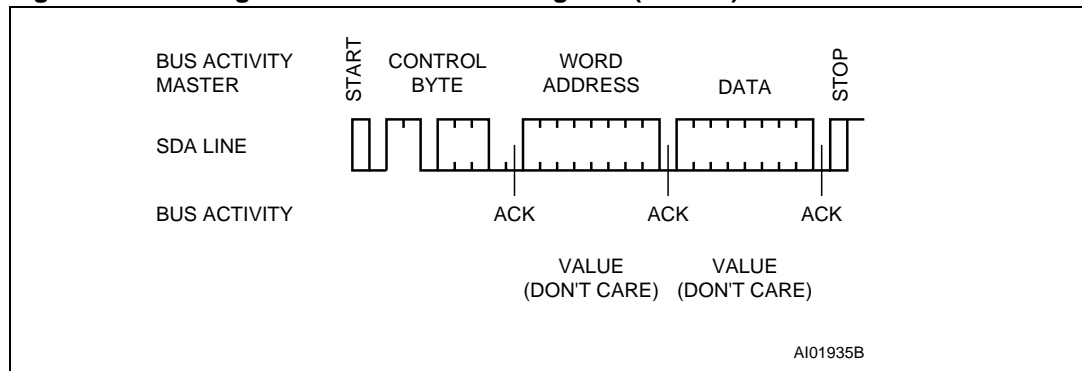 BUS ACTIVITY
MASTER
START
CONTROL
BYTE
WORD
ADDRESS
DATA
STOP
SDA LINE
BUS ACTIVITY
ACK
ACK
ACK
VALUE
(DON'T CARE)
VALUE
(DON'T CARE)
AI01935B